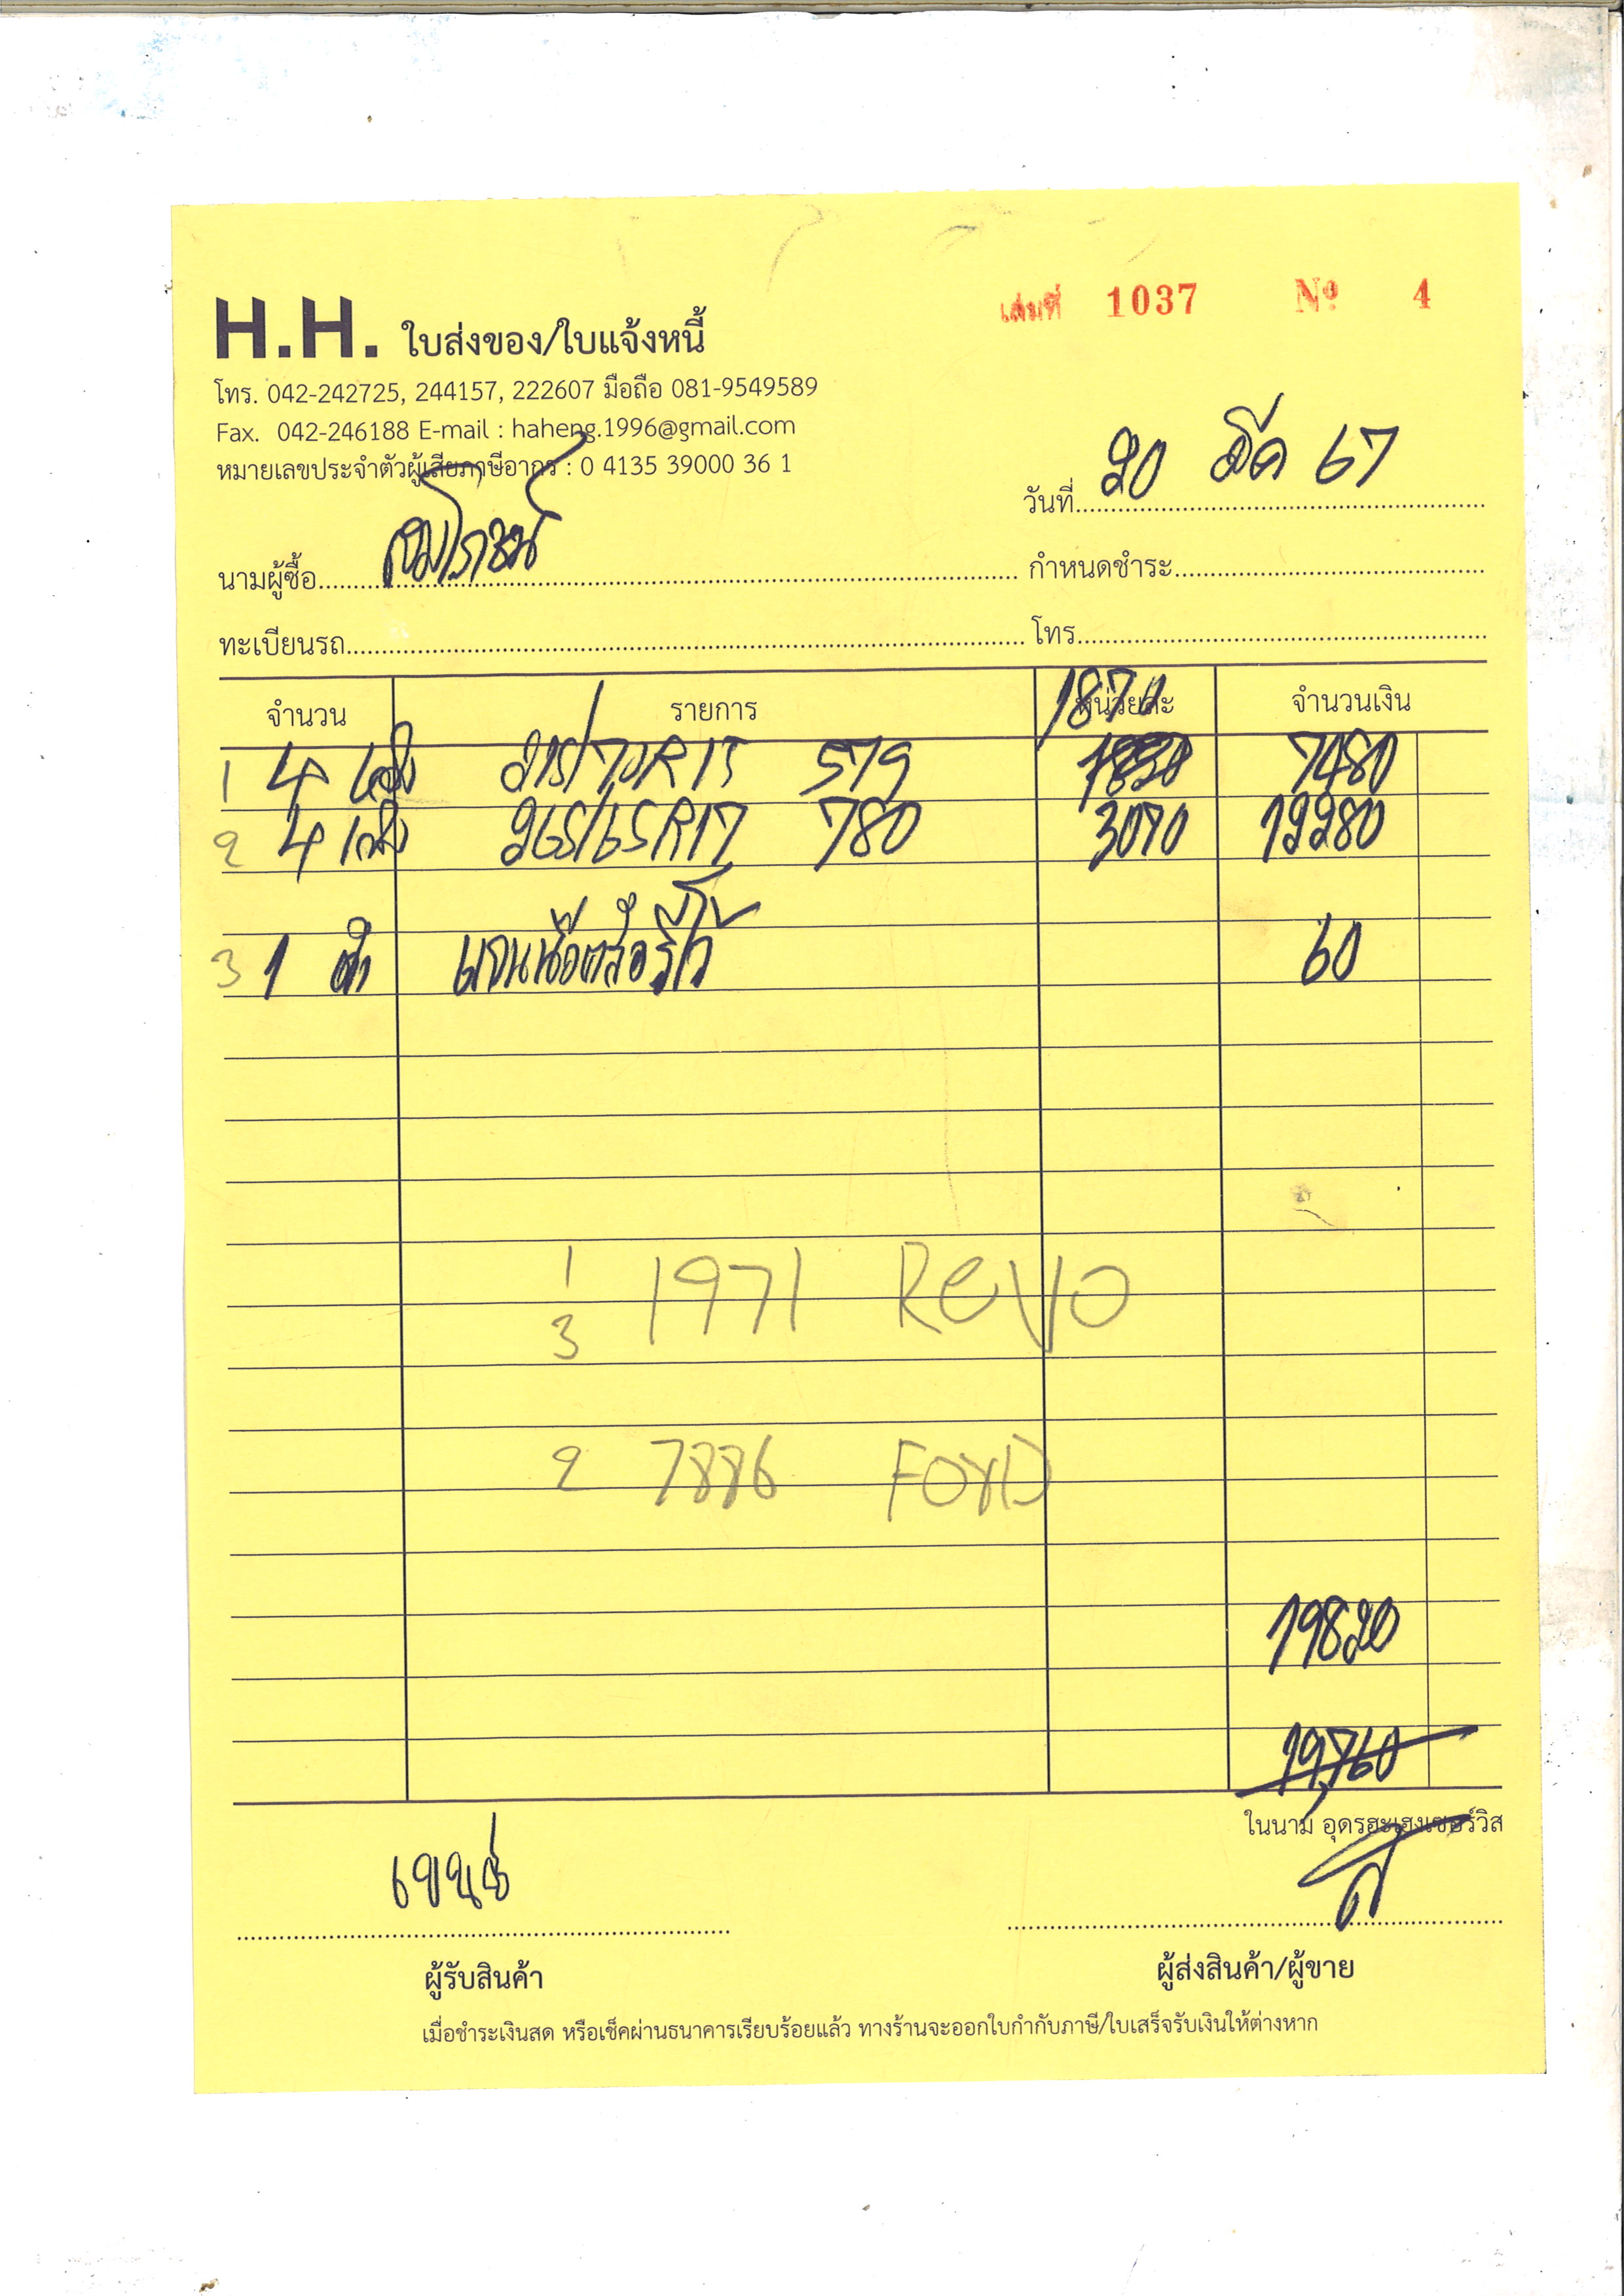 เล่มที่ 1037 Nº 4
H.H. ใบส่งของ/ใบแจ้งหนี้
โทร. 042-242725, 244157, 222607 มือถือ 081-9549589
Fax. 042-246188 E-mail : haheng.1996@gmail.com
หมายเลขประจำตัวผู้เสียภาษีอากร : 0 4135 39000 36 1
วันที่ 20 มีค 67
นามผู้ซื้อ กำหนดชำระ
ทะเบียนรถ โทร
จำนวน รายการ หน่วยละ จำนวนเงิน
1870
1 4 เส้น 215/70R15 579 7480
2 4 เส้น 265/65R17 780 3070 12280
3 1 ตัว 60
1 1971 REVO
3
2 7886 FORD
19820
19,760
ในนาม อุดรฮะเฮงเซอร์วิส
ผู้รับสินค้า ผู้ส่งสินค้า/ผู้ขาย
เมื่อชำระเงินสด หรือเช็คผ่านธนาคารเรียบร้อยแล้ว ทางร้านจะออกใบกำกับภาษี/ใบเสร็จรับเงินให้ต่างหาก